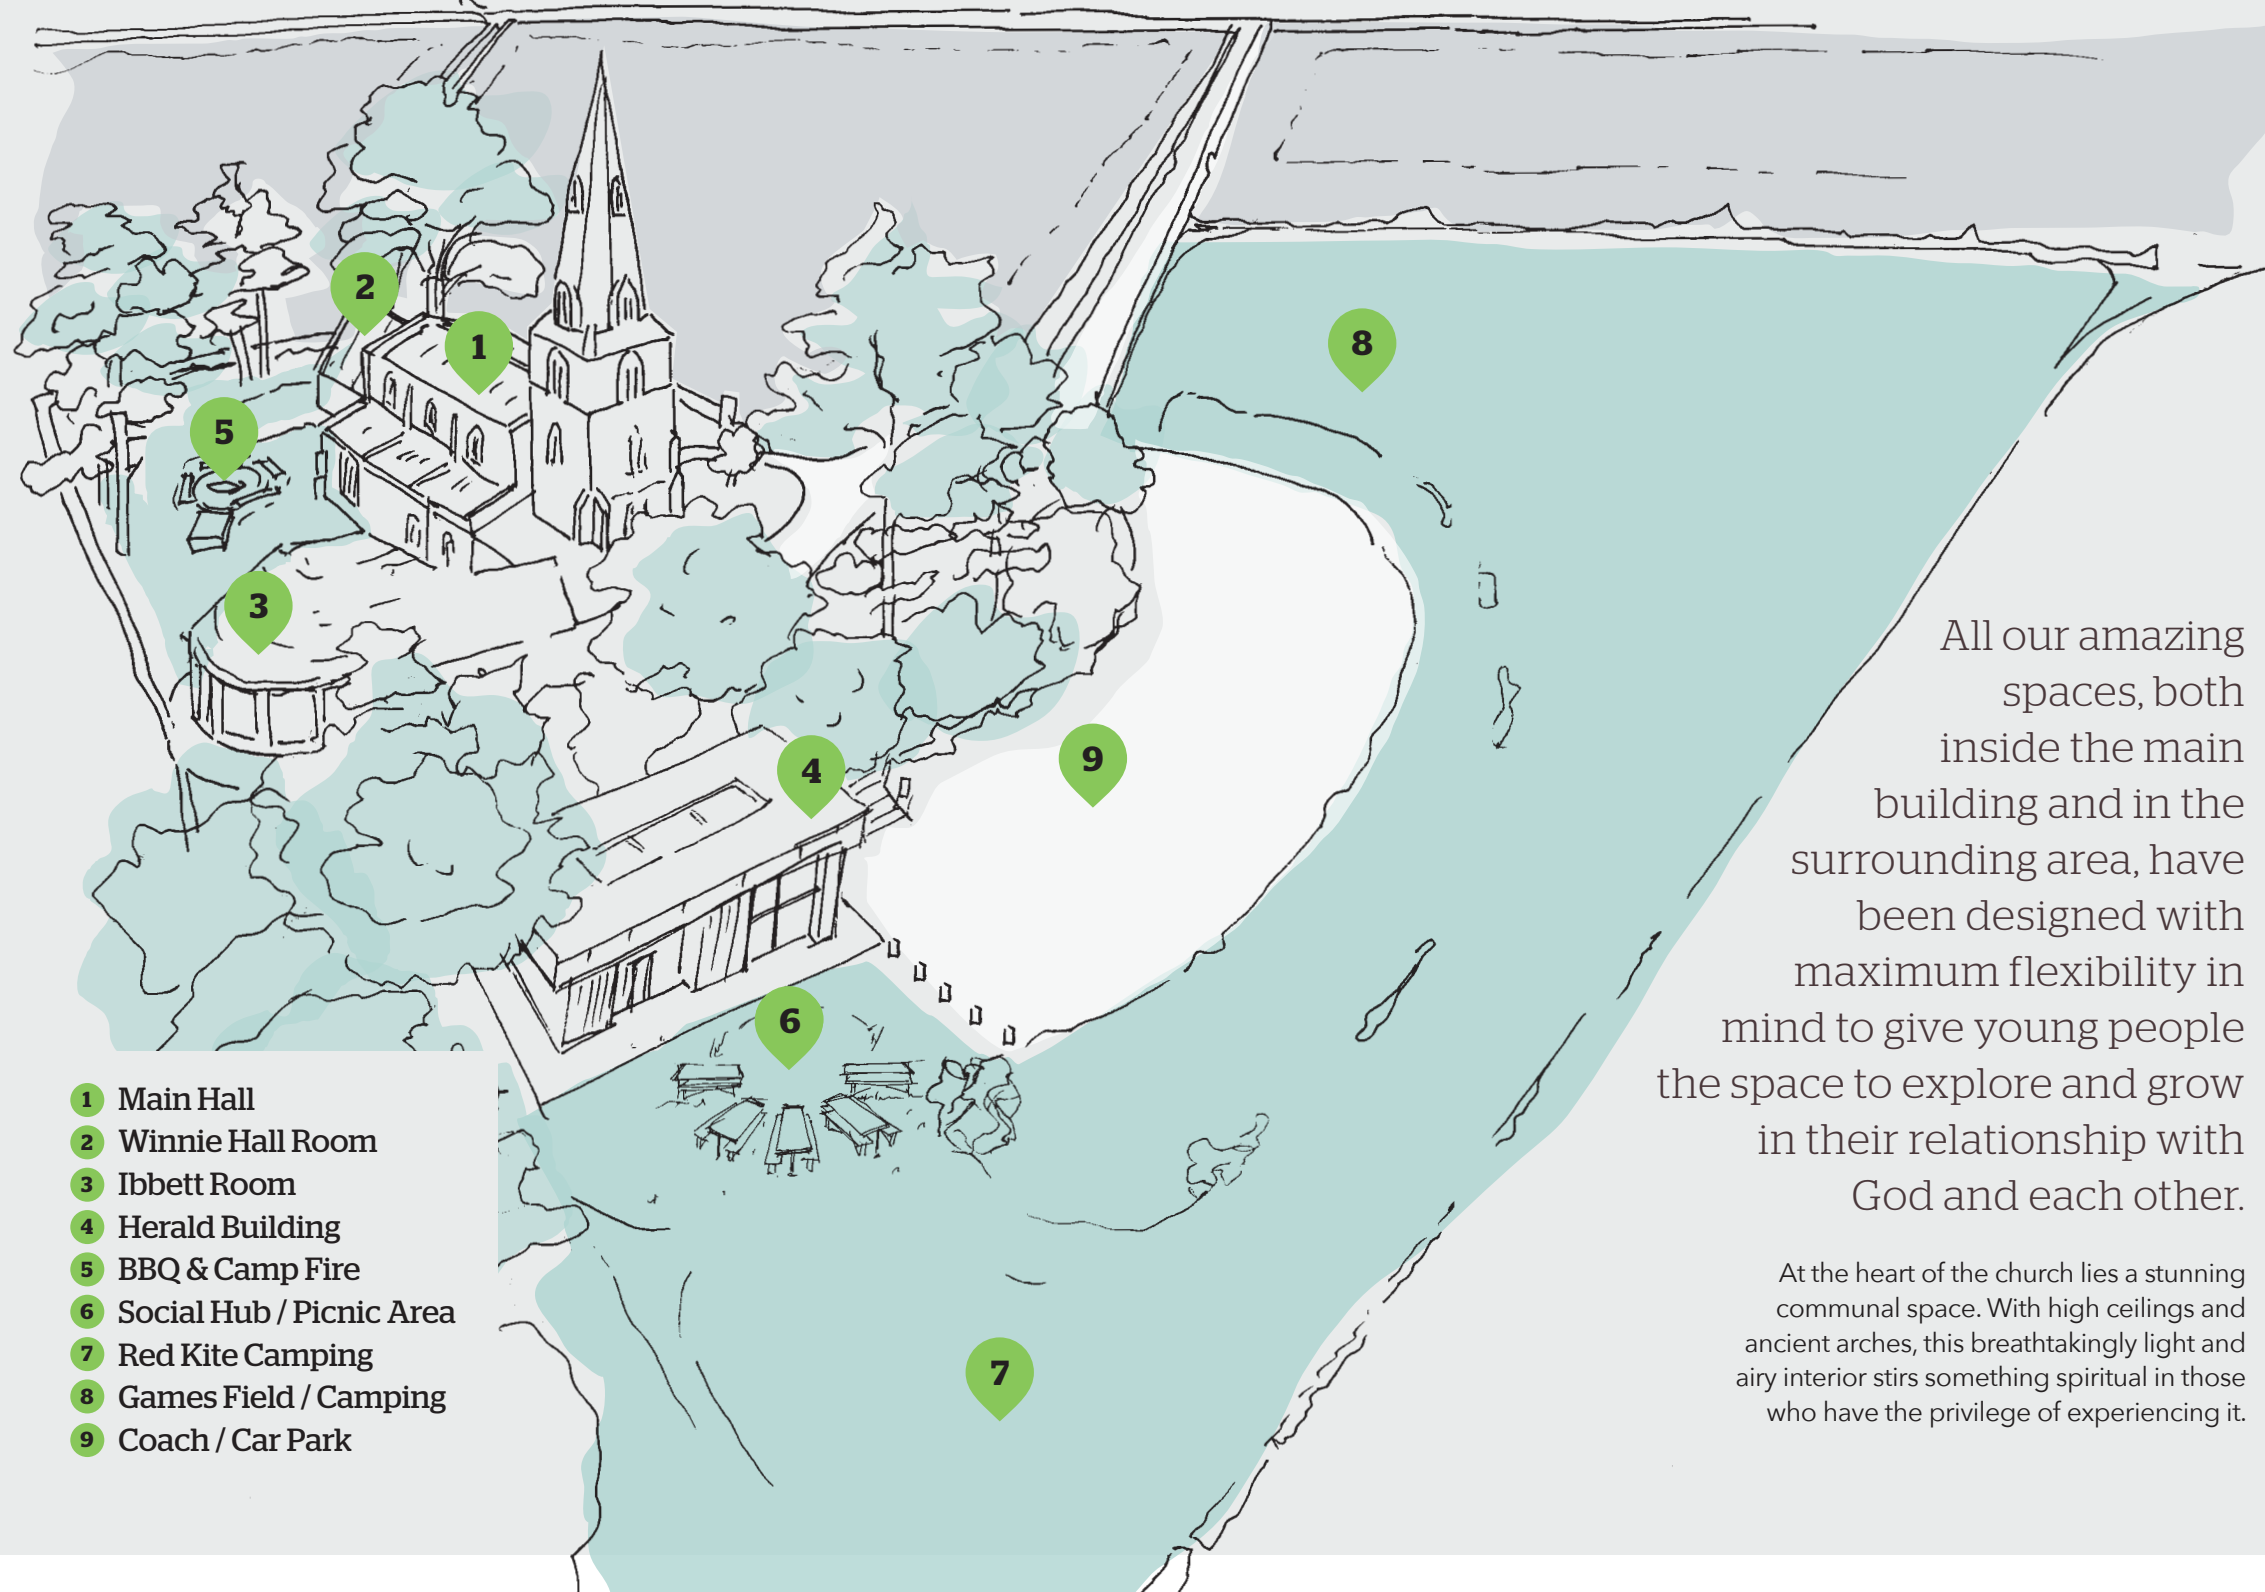 2
1
8
5
3
4
9
6
7
All our amazing
spaces, both
inside the main
building and in the
surrounding area, have
been designed with
maximum flexibility in
mind to give young people
the space to explore and grow
in their relationship with
God and each other.
At the heart of the church lies a stunning
communal space. With high ceilings and
ancient arches, this breathtakingly light and
airy interior stirs something spiritual in those
who have the privilege of experiencing it.
1 Main Hall
2 Winnie Hall Room
3 Ibbett Room
4 Herald Building
5 BBQ & Camp Fire
6 Social Hub / Picnic Area
7 Red Kite Camping
8 Games Field / Camping
9 Coach / Car Park